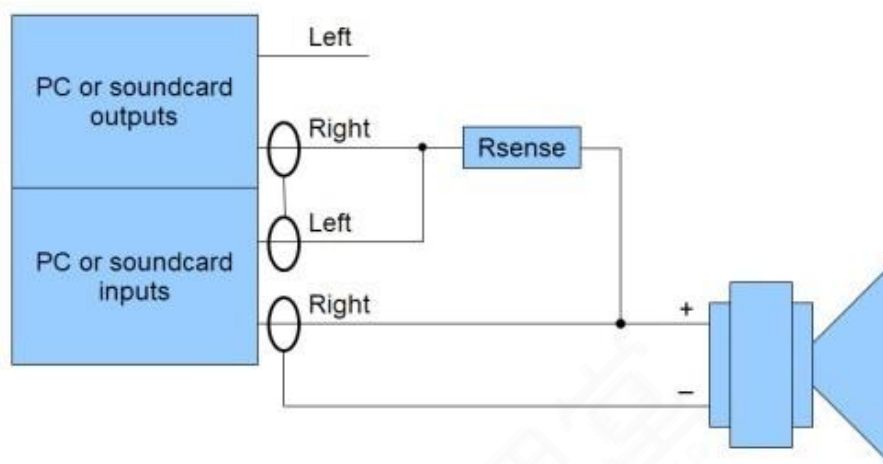 Left
PC or soundcard
outputs
Right
Rsense
Left
PC or soundcard
inputs
Right
+
–